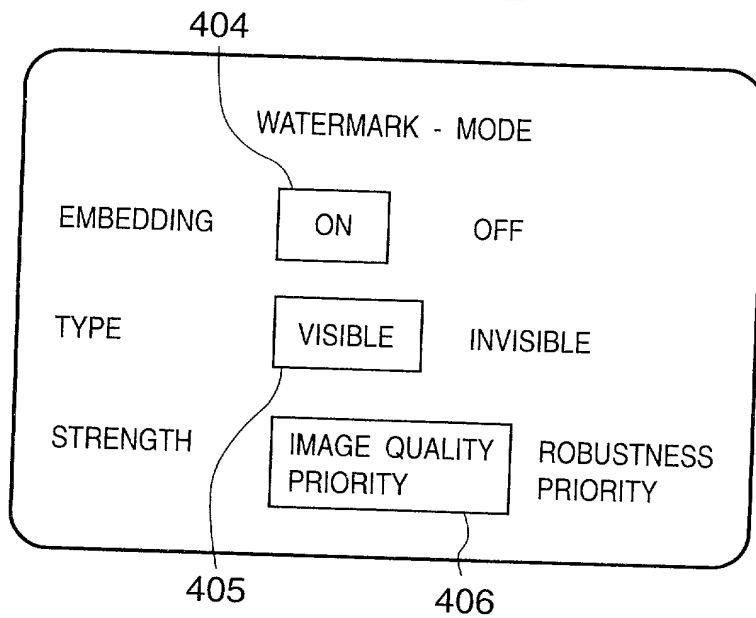 404
WATERMARK - MODE
EMBEDDING ON OFF
TYPE VISIBLE INVISIBLE
STRENGTH IMAGE QUALITY PRIORITY ROBUSTNESS PRIORITY
405 406